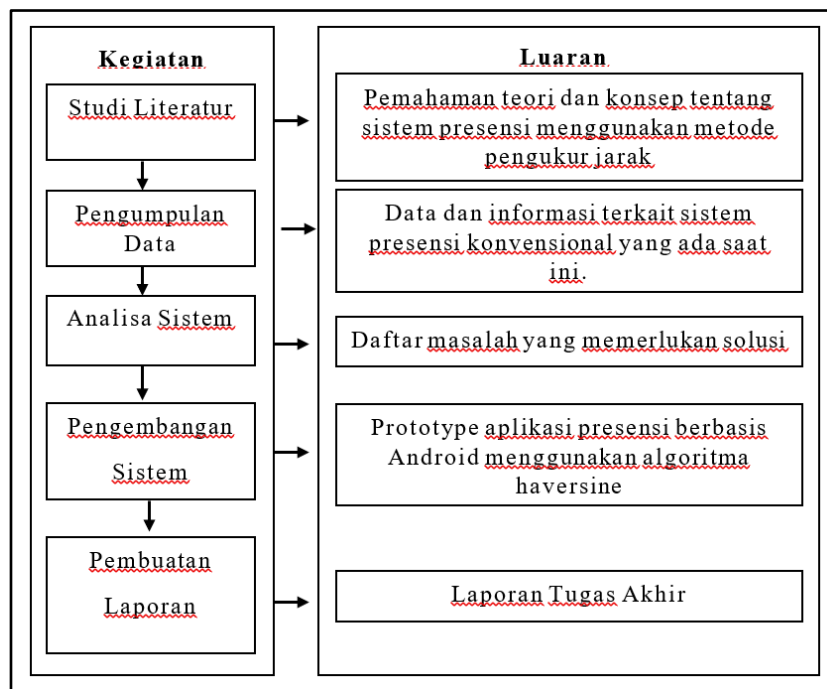 Kegiatan
Luaran
Studi Literatur
Pemahaman teori dan konsep tentang
sistem presensi menggunakan metode
pengukur jarak
Pengumpulan
Data
Data dan informasi terkait sistem
presensi konvensional yang ada saat
ini.
Analisa Sistem
Daftar masalah yang memerlukan solusi
Pengembangan
Sistem
Prototype aplikasi presensi berbasis
Android menggunakan algoritma
haversine
Pembuatan
Laporan
Laporan Tugas Akhir